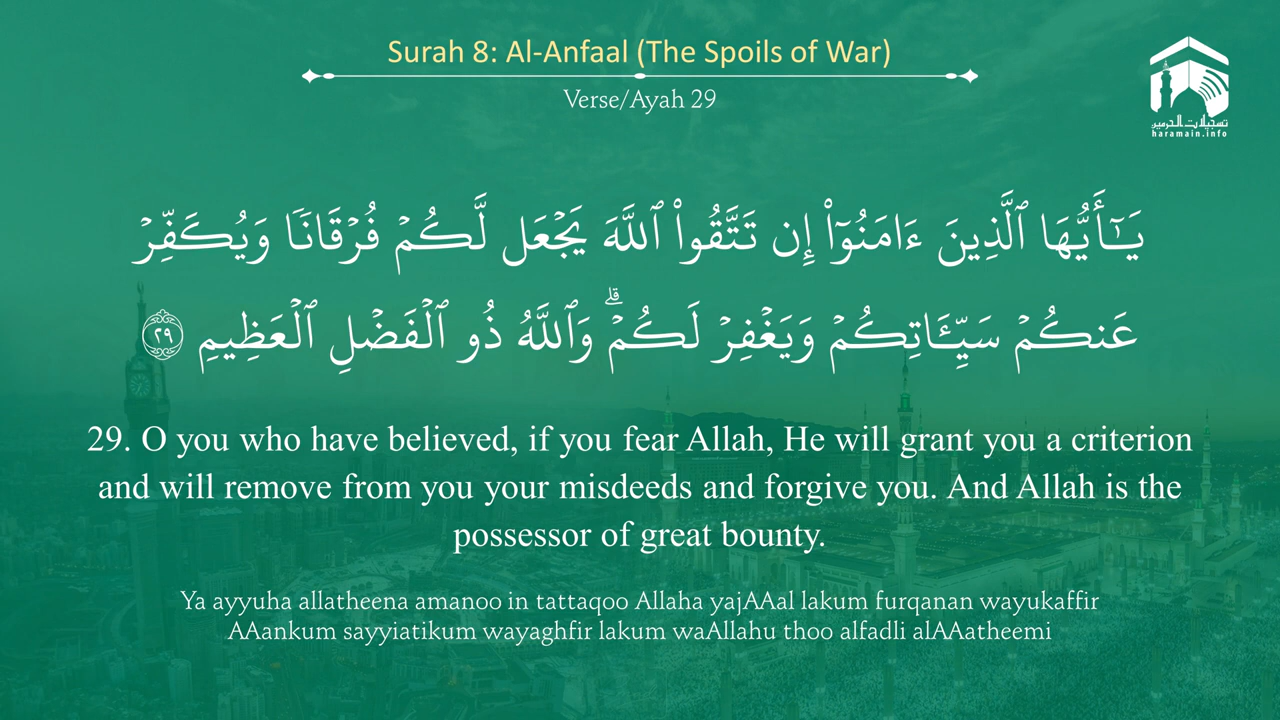 Surah 8: Al-Anfaal (The Spoils of War)
Verse/Ayah 29
تسجيلات الحرمين
haramain.info
يَـٰٓأَيُّهَا ٱلَّذِينَ ءَامَنُوٓا۟ إِن تَتَّقُوا۟ ٱللَّهَ يَجْعَل لَّكُمْ فُرْقَانًا وَيُكَفِّرْ
عَنكُمْ سَيِّـَٔاتِكُمْ وَيَغْفِرْ لَكُمْ ۗ وَٱللَّهُ ذُو ٱلْفَضْلِ ٱلْعَظِيمِ ٢٩
29. O you who have believed, if you fear Allah, He will grant you a criterion
and will remove from you your misdeeds and forgive you. And Allah is the
possessor of great bounty.
Ya ayyuha allatheena amanoo in tattaqoo Allaha yajAAal lakum furqanan wayukaffir
AAankum sayyiatikum wayaghfir lakum waAllahu thoo alfadli alAAatheemi